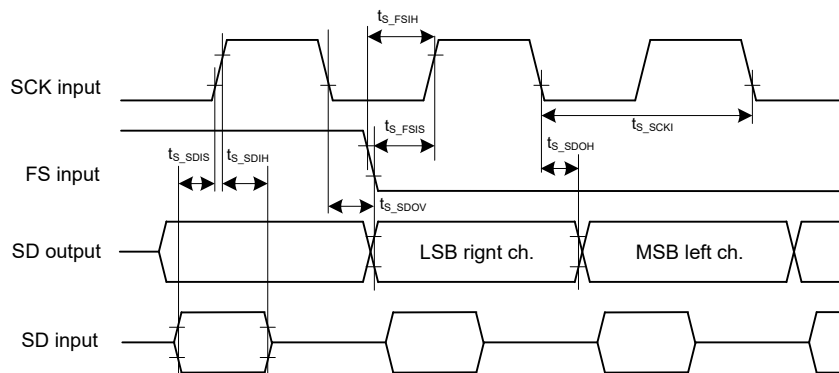 t_S_FSIH
SCK input
t_S_FSIS
t_S_SCKI
t_S_SDIS
t_S_SDIH
t_S_SDOH
FS input
t_S_SDOV
SD output
LSB rignt ch.
MSB left ch.
SD input